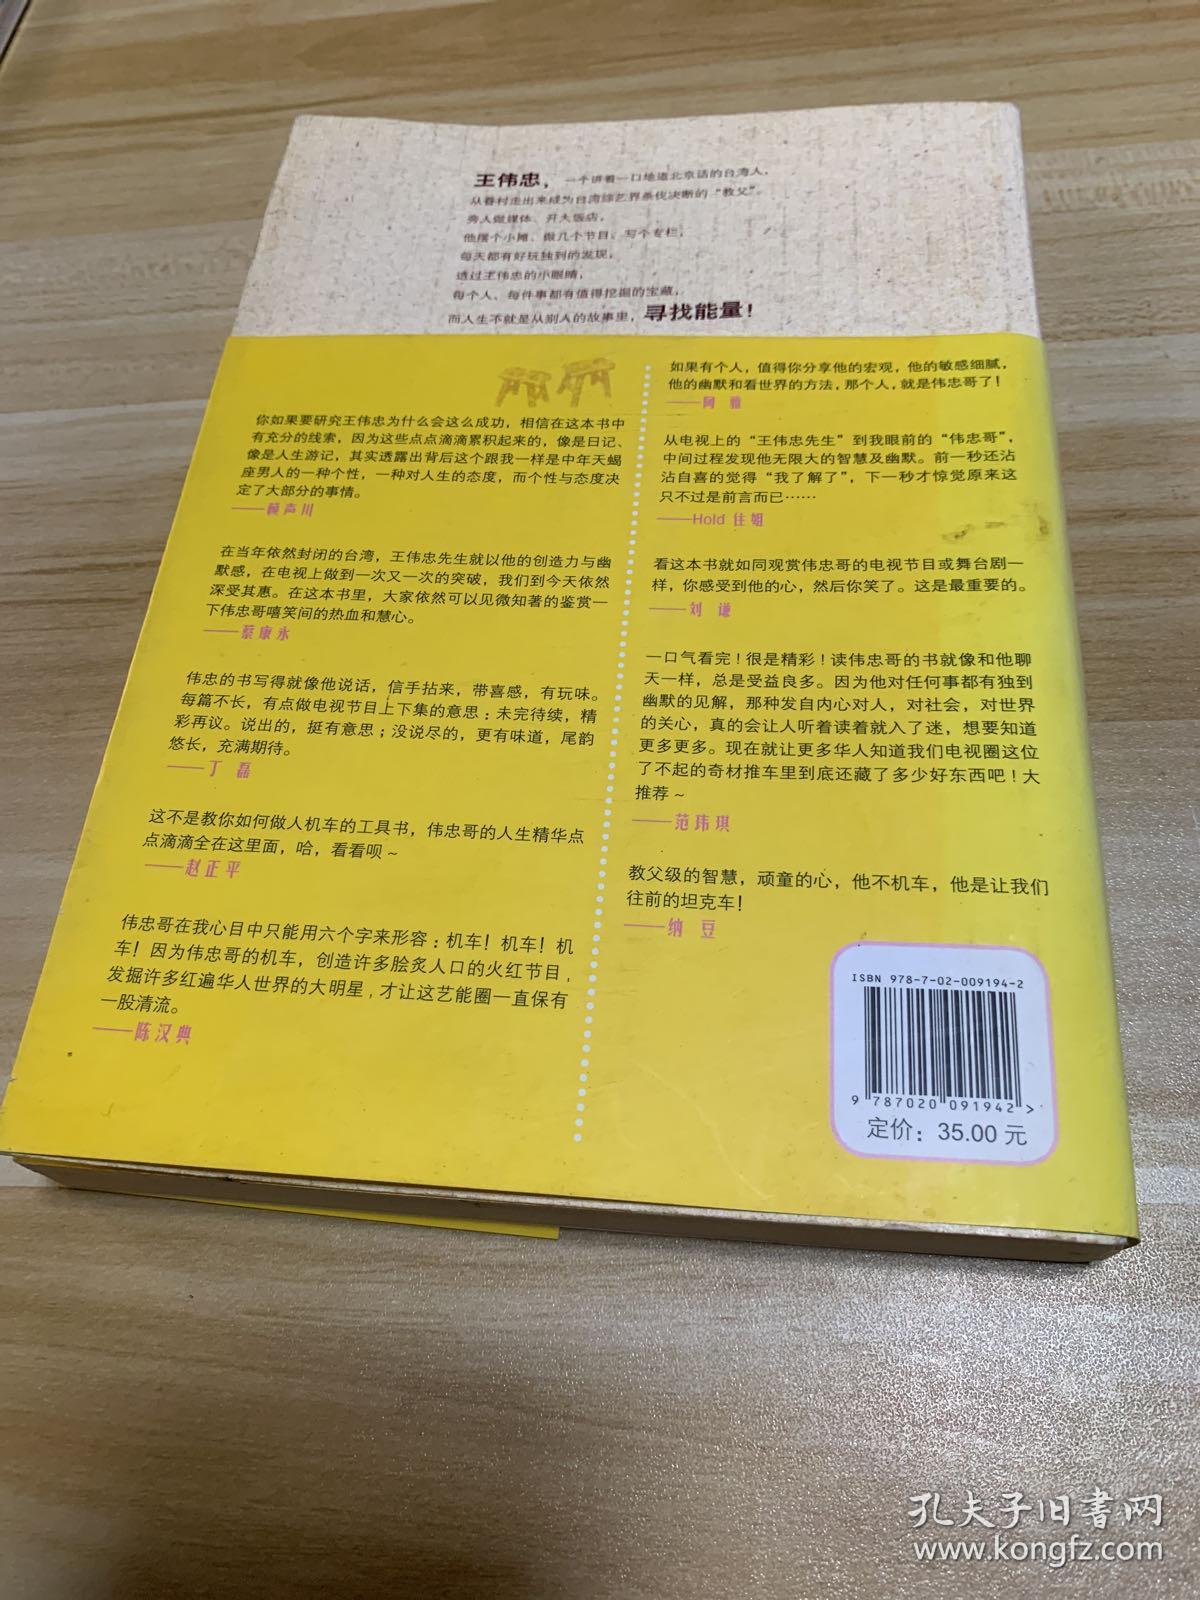 王伟忠，一个讲着一口地道北京话的台湾人，
从眷村走出来成为台湾综艺界杀伐决断的“教父”。
旁人做媒体、开大饭店，
他摆个小摊、做几个节目、写个专栏，
每天都有好玩独到的发现，
透过王伟忠的小眼睛，
每个人、每件事都有值得挖掘的宝藏，
而人生不就是从别人的故事里，寻找能量！
你如果要研究王伟忠为什么会这么成功，相信在这本书中
有充分的线索，因为这些点点滴滴累积起来的，像是日记、
像是人生游记，其实透露出背后这个跟我一样是中年天蝎
座男人的一种个性，一种对人生的态度，而个性与态度决
定了大部分的事情。
——赖声川
在当年依然封闭的台湾，王伟忠先生就以他的创造力与幽
默感，在电视上做到一次又一次的突破，我们到今天依然
深受其惠。在这本书里，大家依然可以见微知著的鉴赏一
下伟忠哥嘻笑间的热血和慧心。
——蔡康永
伟忠的书写得就像他说话，信手拈来，带喜感，有玩味。
每篇不长，有点做电视节目上下集的意思：未完待续，精
彩再议。说出的，挺有意思；没说尽的，更有味道，尾韵
悠长，充满期待。
——丁磊
这不是教你如何做人机车的工具书，伟忠哥的人生精华点
点滴滴全在这里面，哈，看看呗～
——赵正平
伟忠哥在我心目中只能用六个字来形容：机车！机车！机
车！因为伟忠哥的机车，创造许多脍炙人口的火红节目，
发掘许多红遍华人世界的大明星，才让这艺能圈一直保有
一股清流。
——陈汉典
如果有个人，值得你分享他的宏观，他的敏感细腻，
他的幽默和看世界的方法，那个人，就是伟忠哥了！
——阿雅
从电视上的“王伟忠先生”到我眼前的“伟忠哥”，
中间过程发现他无限大的智慧及幽默。前一秒还沾
沾自喜的觉得“我了解了”，下一秒才惊觉原来这
只不过是前言而已……
——Hold住姐
看这本书就如同观赏伟忠哥的电视节目或舞台剧一
样，你感受到他的心，然后你笑了。这是最重要的。
——刘谦
一口气看完！很是精彩！读伟忠哥的书就像和他聊
天一样，总是受益良多。因为他对任何事都有独到
幽默的见解，那种发自内心对人，对社会，对世界
的关心，真的会让人听着读着就入了迷，想要知道
更多更多。现在就让更多华人知道我们电视圈这位
了不起的奇材推车里到底还藏了多少好东西吧！大
推荐～
——范玮琪
教父级的智慧，顽童的心，他不机车，他是让我们
往前的坦克车！
——纳豆
ISBN 978-7-02-009194-2
9 787020 091942 >
定价：35.00元
孔夫子旧书网
www.kongfz.com